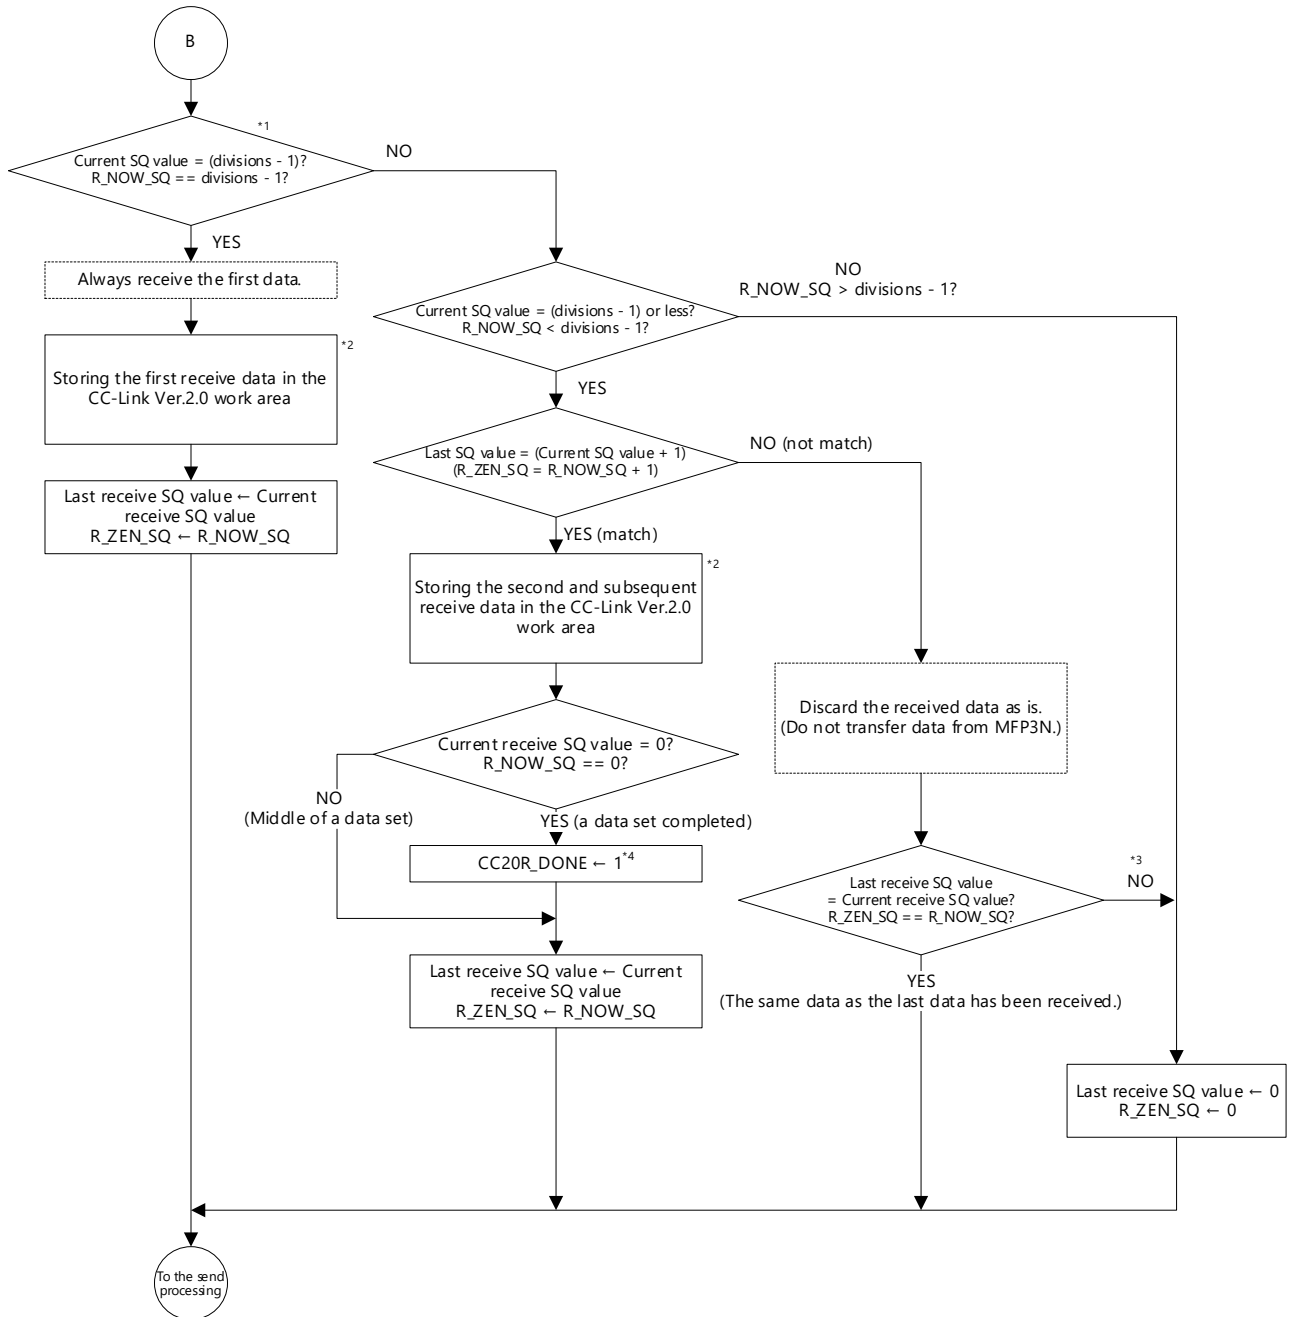 B
*1
Current SQ value = (divisions - 1)?
R_NOW_SQ == divisions - 1?
NO
YES
Always receive the first data.
NO
R_NOW_SQ > divisions - 1?
Current SQ value = (divisions - 1) or less?
R_NOW_SQ < divisions - 1?
*2
Storing the first receive data in the
CC-Link Ver.2.0 work area
YES
Last SQ value = (Current SQ value + 1)
(R_ZEN_SQ = R_NOW_SQ + 1)
NO (not match)
Last receive SQ value ← Current
receive SQ value
R_ZEN_SQ ← R_NOW_SQ
YES (match)
*2
Storing the second and subsequent
receive data in the CC-Link Ver.2.0
work area
Discard the received data as is.
(Do not transfer data from MFP3N.)
Current receive SQ value = 0?
R_NOW_SQ == 0?
NO
(Middle of a data set)
YES (a data set completed)
CC20R_DONE ← 1*4
Last receive SQ value
= Current receive SQ value?
R_ZEN_SQ == R_NOW_SQ?
*3
NO
Last receive SQ value ← Current
receive SQ value
R_ZEN_SQ ← R_NOW_SQ
YES
(The same data as the last data has been received.)
Last receive SQ value ← 0
R_ZEN_SQ ← 0
To the send
processing